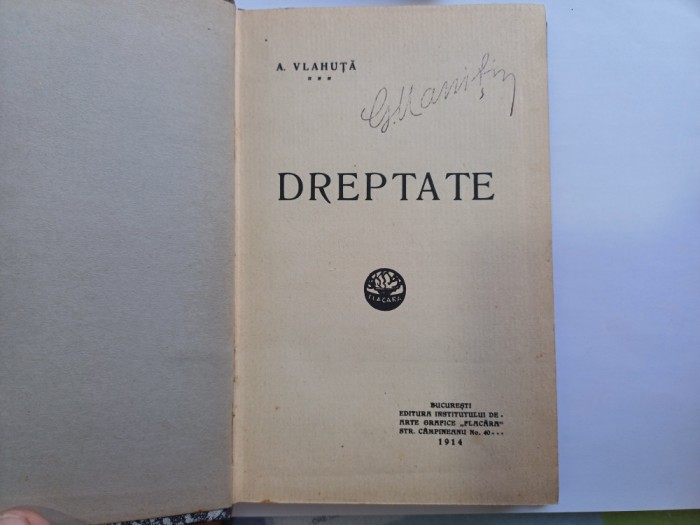 A. VLAHUȚĂ
DREPTATE
FLACĂRA
BUCUREȘTI
EDITURA INSTITUTULUI DE
ARTE GRAFICE „FLACĂRA"
STR. CÂMPINEANU No. 40
1914